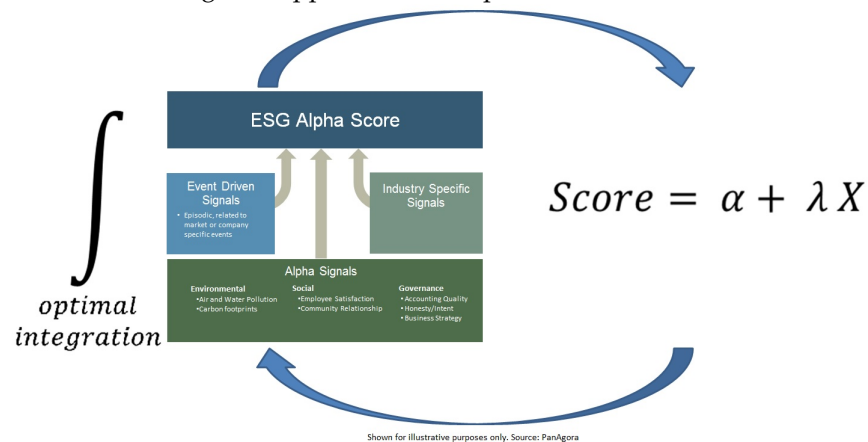 ESG Alpha Score
Event Driven
Signals
• Episodic, related to
market or company
specific events
Industry Specific
Signals
Alpha Signals
Environmental
•Air and Water Pollution
•Carbon footprints
Social
•Employee Satisfaction
•Community Relationship
Governance
•Accounting Quality
•Honesty/Intent
•Business Strategy
∫
optimal
integration
Score = α + λ X
Shown for illustrative purposes only. Source: PanAgora